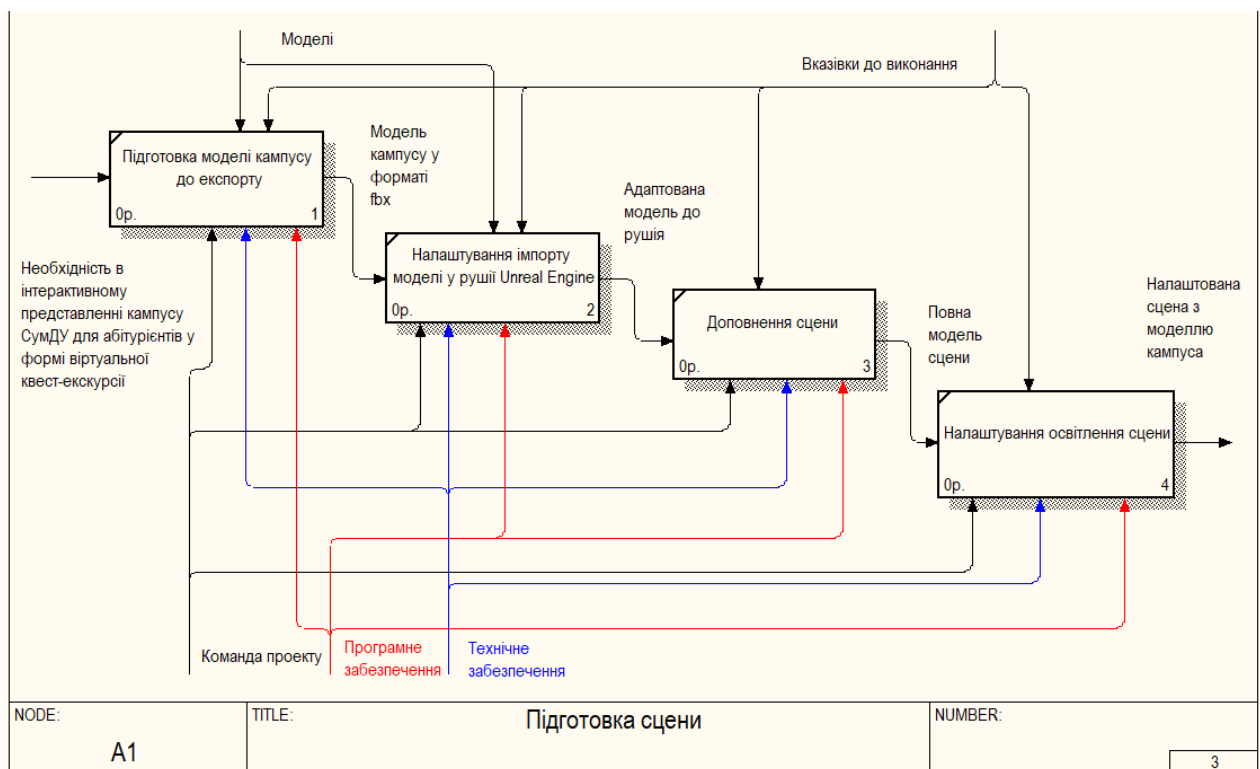 Моделі
Вказівки до виконання
Підготовка моделі кампусу
до експорту
0р.
1
Модель
кампусу у
форматі
fbx
Необхідність в
інтерактивному
представленні кампусу
СумДУ для абітурієнтів у
формі віртуальної
квест-екскурсії
Налаштування імпорту
моделі у рушії Unreal Engine
0р.
2
Адаптована
модель до
рушія
Доповнення сцени
0р.
3
Повна
модель
сцени
Налаштована
сцена з
моделлю
кампуса
Налаштування освітлення сцени
0р.
4
Команда проекту
Програмне
забезпечення
Технічне
забезпечення
NODE:
A1
TITLE:
Підготовка сцени
NUMBER:
3